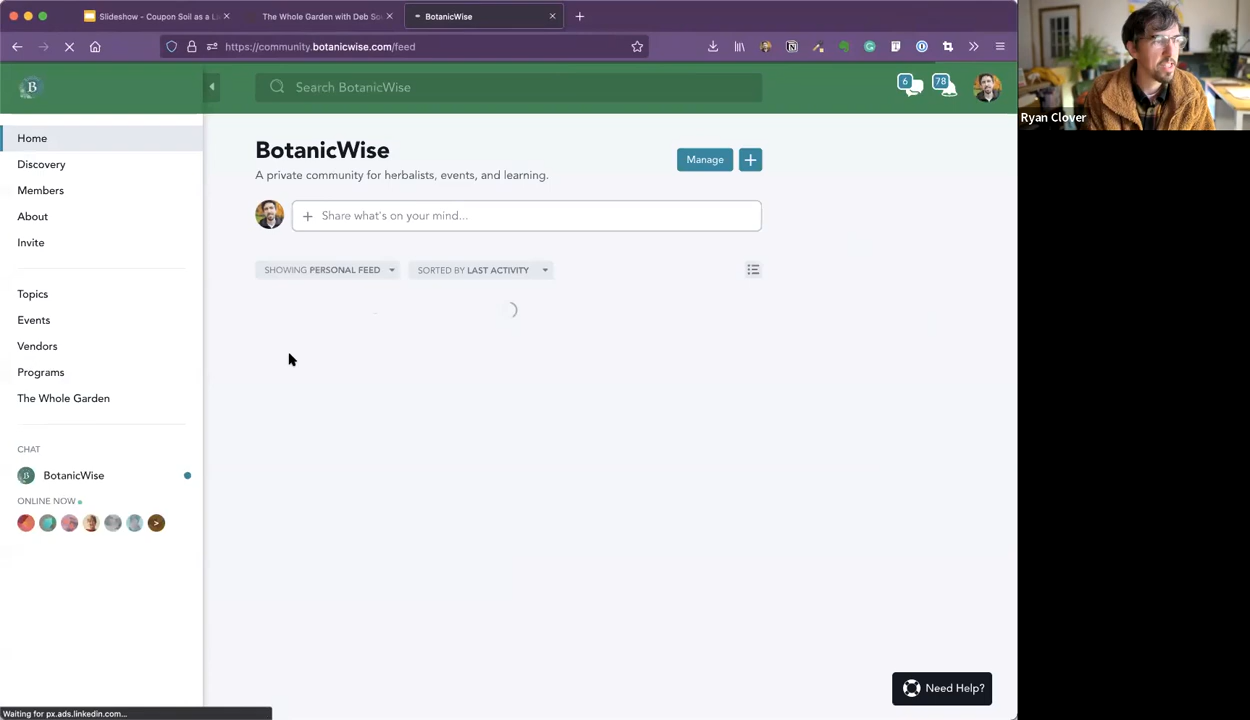 Slideshow - Coupon Soil as a Li
The Whole Garden with Deb So
BotanicWise
https://community.botanicwise.com/feed
Ryan Clover
B
Search BotanicWise
6
78
Home
Discovery
Members
About
Invite
Topics
Events
Vendors
Programs
The Whole Garden
CHAT
BotanicWise
ONLINE NOW
BotanicWise
A private community for herbalists, events, and learning.
Manage
Share what's on your mind...
SHOWING PERSONAL FEED
SORTED BY LAST ACTIVITY
Need Help?
Waiting for px.ads.linkedin.com...